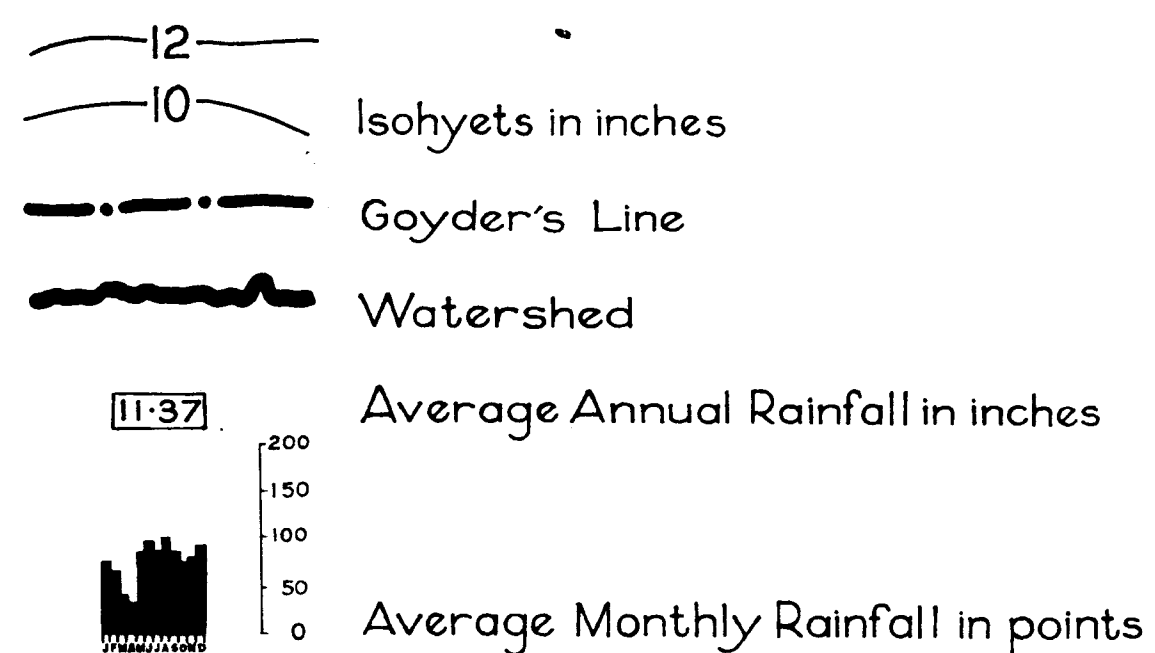 12
10
Isohyets in inches
Goyder's Line
Watershed
11·37
Average Annual Rainfall in inches
200
150
100
50
0
JFMAMJJASOND
Average Monthly Rainfall in points